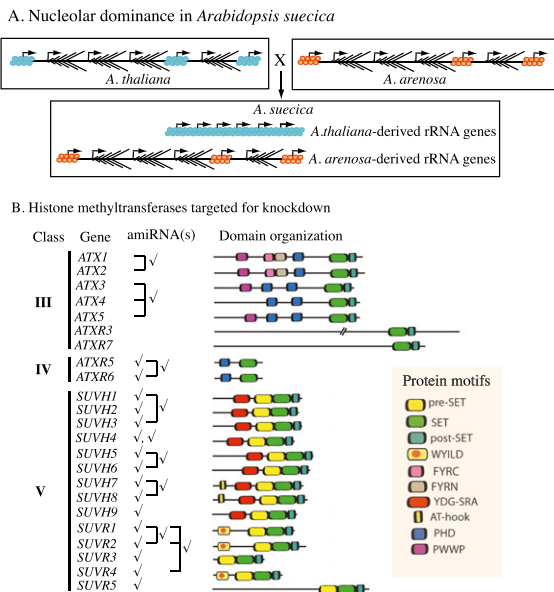 A. Nucleolar dominance in Arabidopsis suecica
A. thaliana
X
A. arenosa
A. suecica
A.thaliana-derived rRNA genes
A. arenosa-derived rRNA genes
B. Histone methyltransferases targeted for knockdown
Class Gene amiRNA(s) Domain organization
ATX1
√
ATX2
ATX3
III ATX4 √
ATX5
ATXR3
ATXR7
IV ATXR5 √ √
ATXR6 √
SUVH1 √
SUVH2 √ √
SUVH3 √
SUVH4 √, √
SUVH5 √ √
SUVH6 √
V SUVH7 √ √
SUVH8 √
SUVH9 √
SUVR1 √ √
SUVR2 √ √
SUVR3 √
SUVR4 √
SUVR5 √
Protein motifs
pre-SET
SET
post-SET
WYILD
FYRC
FYRN
YDG-SRA
AT-hook
PHD
PWWP